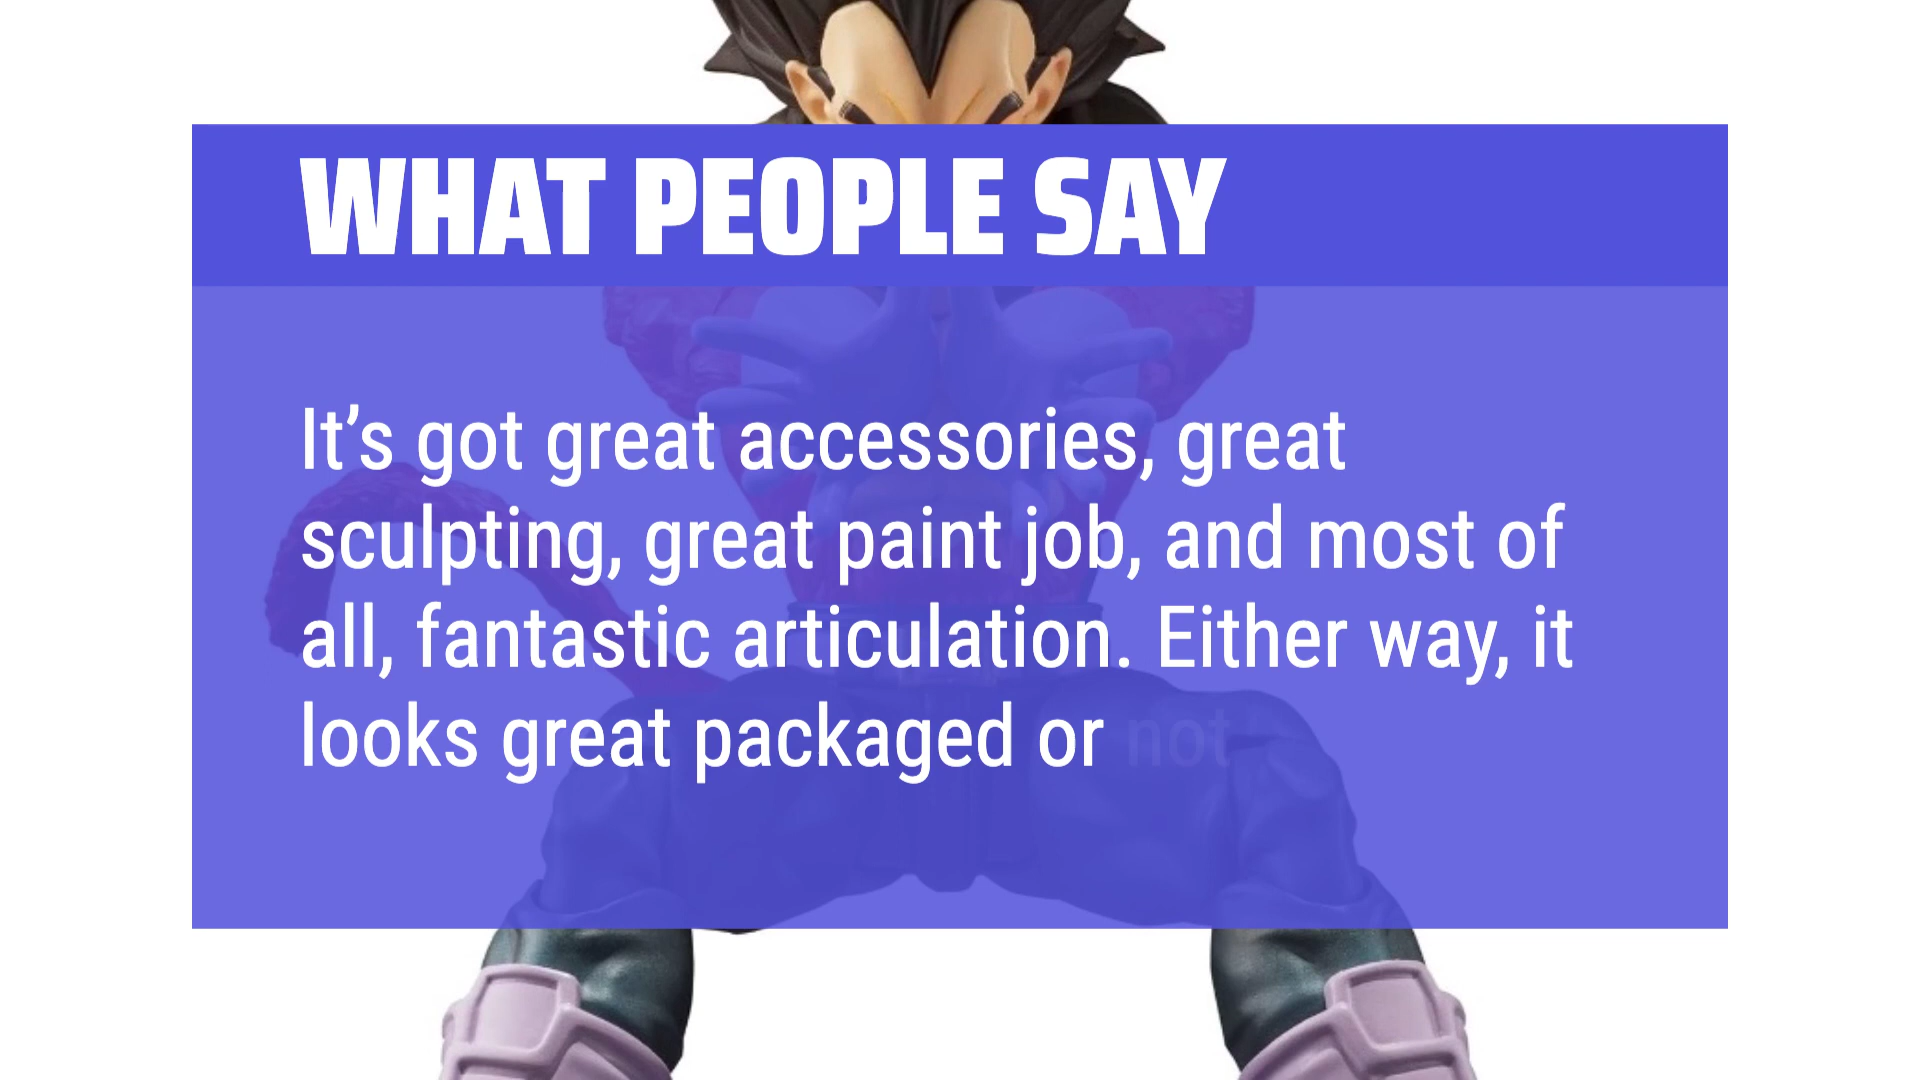 WHAT PEOPLE SAY
It’s got great accessories, great
sculpting, great paint job, and most of
all, fantastic articulation. Either way, it
looks great packaged or not